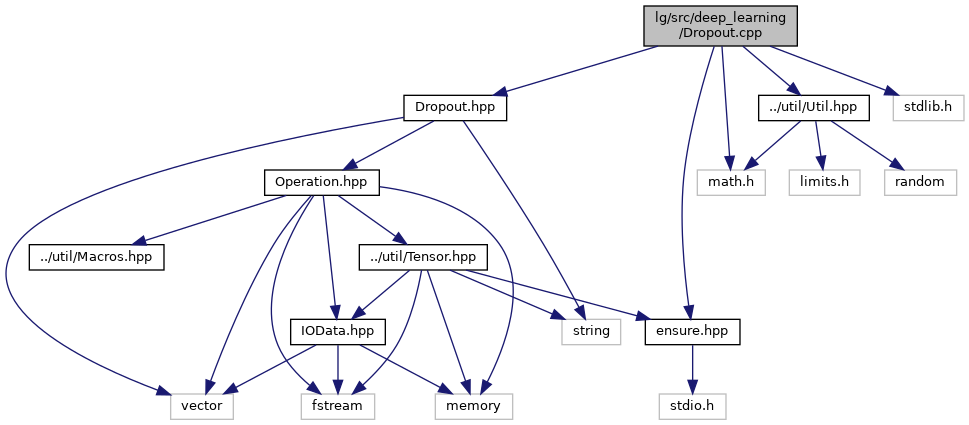 lg/src/deep_learning
/Dropout.cpp
Dropout.hpp
../util/Util.hpp
stdlib.h
Operation.hpp
math.h
limits.h
random
../util/Macros.hpp
../util/Tensor.hpp
IOData.hpp
string
ensure.hpp
vector
fstream
memory
stdio.h